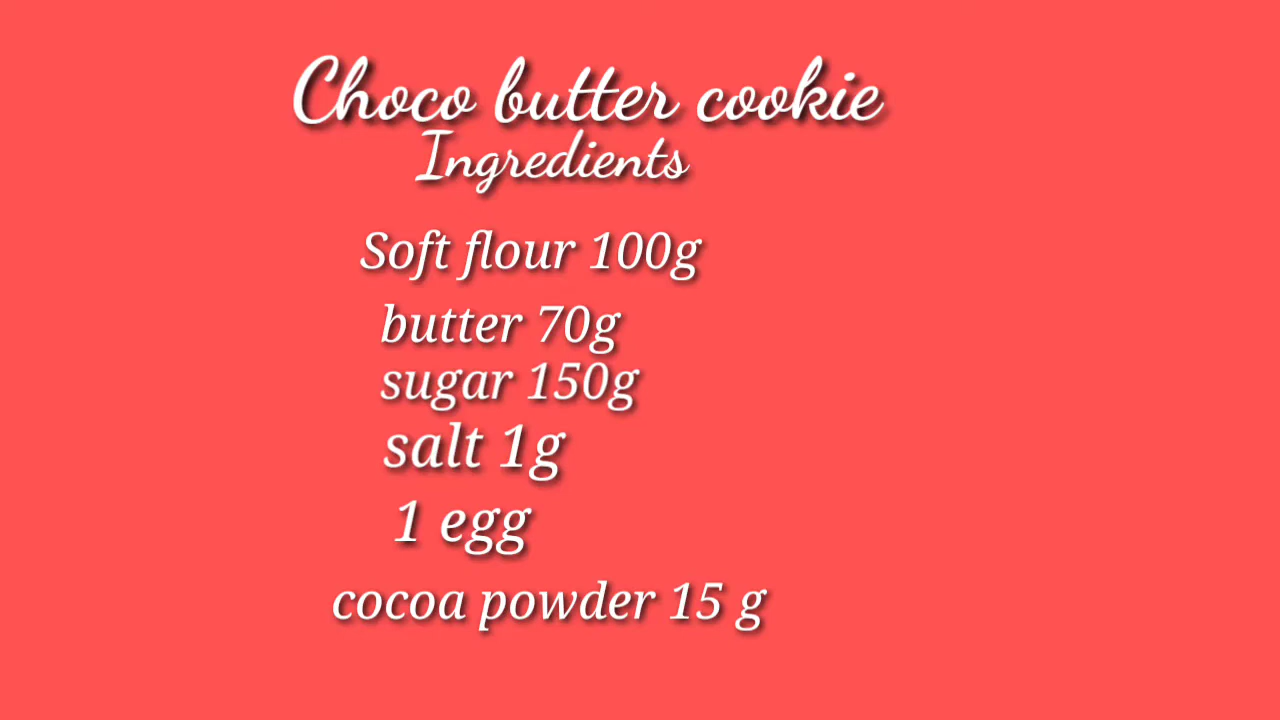 Choco butter cookie
Ingredients
Soft flour 100g
butter 70g
sugar 150g
salt 1g
1 egg
cocoa powder 15 g